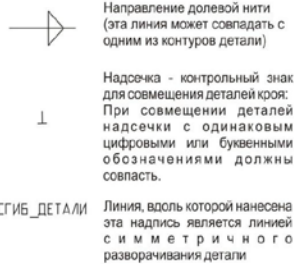 Направление долевой нити
(эта линия может совпадать с
одним из контуров детали)
Надсечка - контрольный знак
для совмещения деталей кроя:
При совмещении деталей
надсечки с одинаковым
цифровыми или буквенными
обозначениями должны
совпасть.
СГИБ_ДЕТАЛИ
Линия, вдоль которой нанесена
эта надпись является линией
симметричного
разворачивания детали